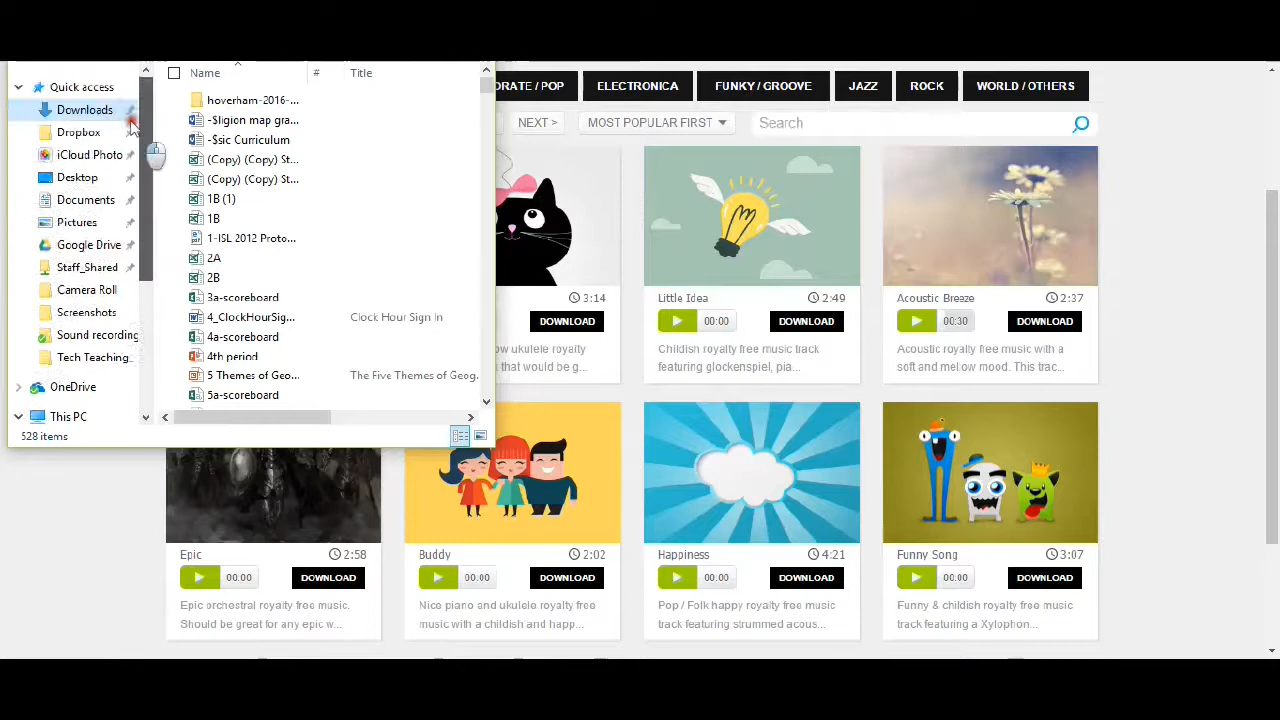 Quick access
Downloads
Dropbox
iCloud Photo
Desktop
Documents
Pictures
Google Drive
Staff_Shared
Camera Roll
Screenshots
Sound recording
Tech Teaching
OneDrive
This PC
528 items
Name # Title
hoverham-2016-...
-$ligion map gra...
-$sic Curriculum
(Copy) (Copy) St...
(Copy) (Copy) St...
1B (1)
1B
1-ISL 2012 Proto...
2A
2B
3a-scoreboard
4_ClockHourSig... Clock Hour Sign In
4a-scoreboard
4th period
5 Themes of Geo... The Five Themes of Geog.
5a-scoreboard
ORATE / POP ELECTRONICA FUNKY / GROOVE JAZZ ROCK WORLD / OTHERS
NEXT > MOST POPULAR FIRST Search
3:14
DOWNLOAD
ow ukulele royalty
g that would be g...
Little Idea 2:49
00:00 DOWNLOAD
Childish royalty free music track
featuring glockenspiel, pia...
Acoustic Breeze 2:37
00:30 DOWNLOAD
Acoustic royalty free music with a
soft and mellow mood. This trac...
Epic 2:58
00:00 DOWNLOAD
Epic orchestral royalty free music.
Should be great for any epic w...
Buddy 2:02
00:00 DOWNLOAD
Nice piano and ukulele royalty free
music with a childish and happ...
Happiness 4:21
00:00 DOWNLOAD
Pop / Folk happy royalty free music
track featuring strummed acous...
Funny Song 3:07
00:00 DOWNLOAD
Funny & childish royalty free music
track featuring a Xylophon...